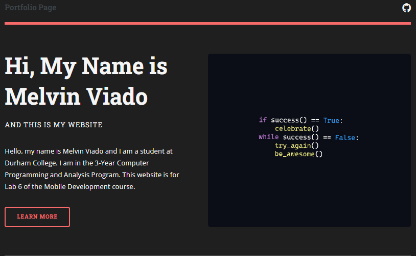 Portfolio Page
Hi, My Name is
Melvin Viado
AND THIS IS MY WEBSITE
Hello, my name is Melvin Viado and I am a student at
Durham College. I am in the 3-Year Computer
Programming and Analysis Program. This website is for
Lab 6 of the Mobile Development course.
LEARN MORE
if success() == True:
celebrate()
while success() == False:
try_again()
be_awesome()